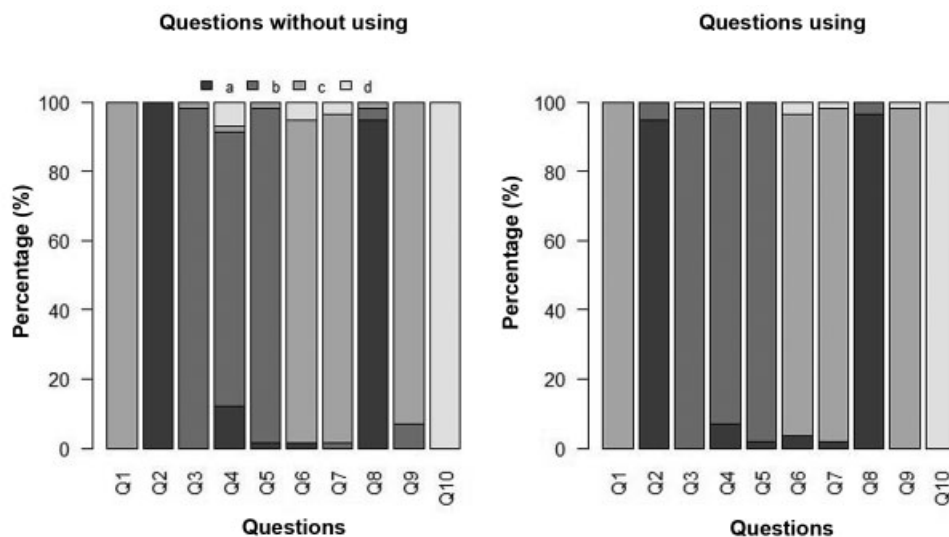 Questions without using
a b c d
Percentage (%)
100
80
60
40
20
0
Q1 Q2 Q3 Q4 Q5 Q6 Q7 Q8 Q9 Q10
Questions
Questions using
Percentage (%)
100
80
60
40
20
0
Q1 Q2 Q3 Q4 Q5 Q6 Q7 Q8 Q9 Q10
Questions